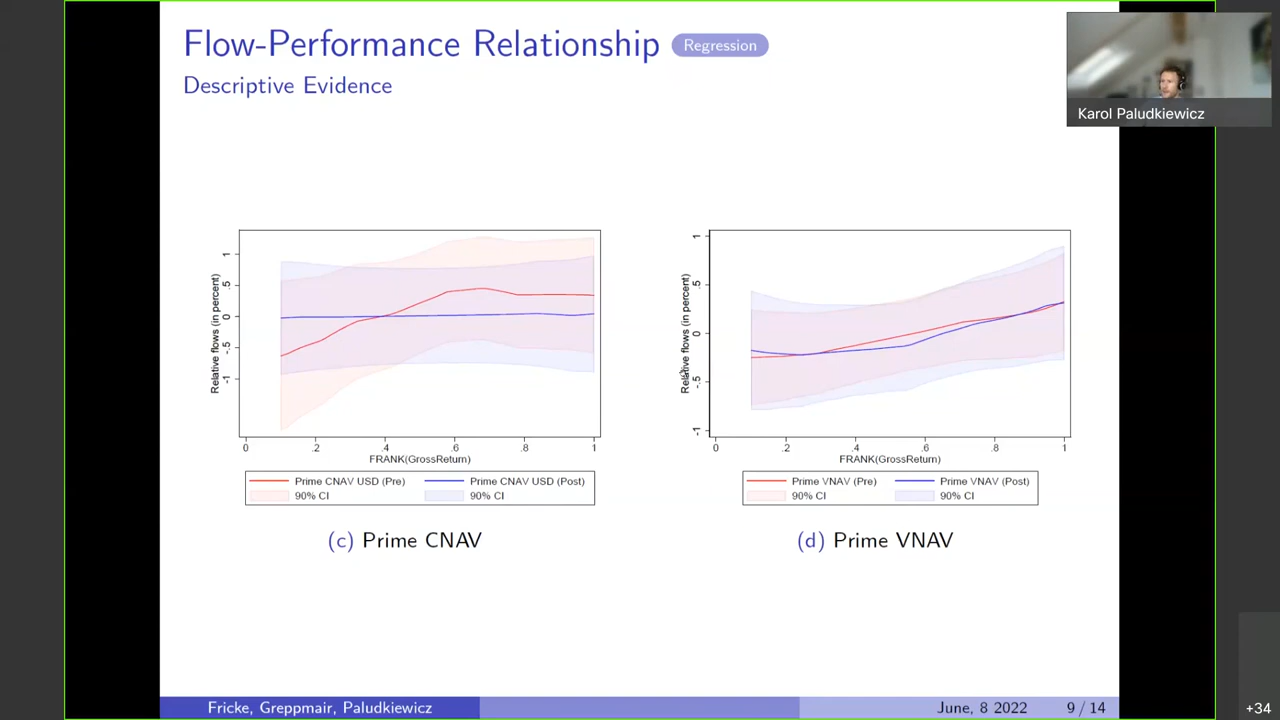 Flow-Performance Relationship Regression
Descriptive Evidence
Karol Paludkiewicz
Relative flows (in percent)
1
.5
0
-.5
-1
0 .2 .4 .6 .8 1
FRANK(GrossReturn)
Prime CNAV USD (Pre) Prime CNAV USD (Post)
90% CI 90% CI
(c) Prime CNAV
Relative flows (in percent)
1
.5
0
-.5
-1
0 .2 .4 .6 .8 1
FRANK(GrossReturn)
Prime VNAV (Pre) Prime VNAV (Post)
90% CI 90% CI
(d) Prime VNAV
Fricke, Greppmair, Paludkiewicz June, 8 2022 9 / 14
+34